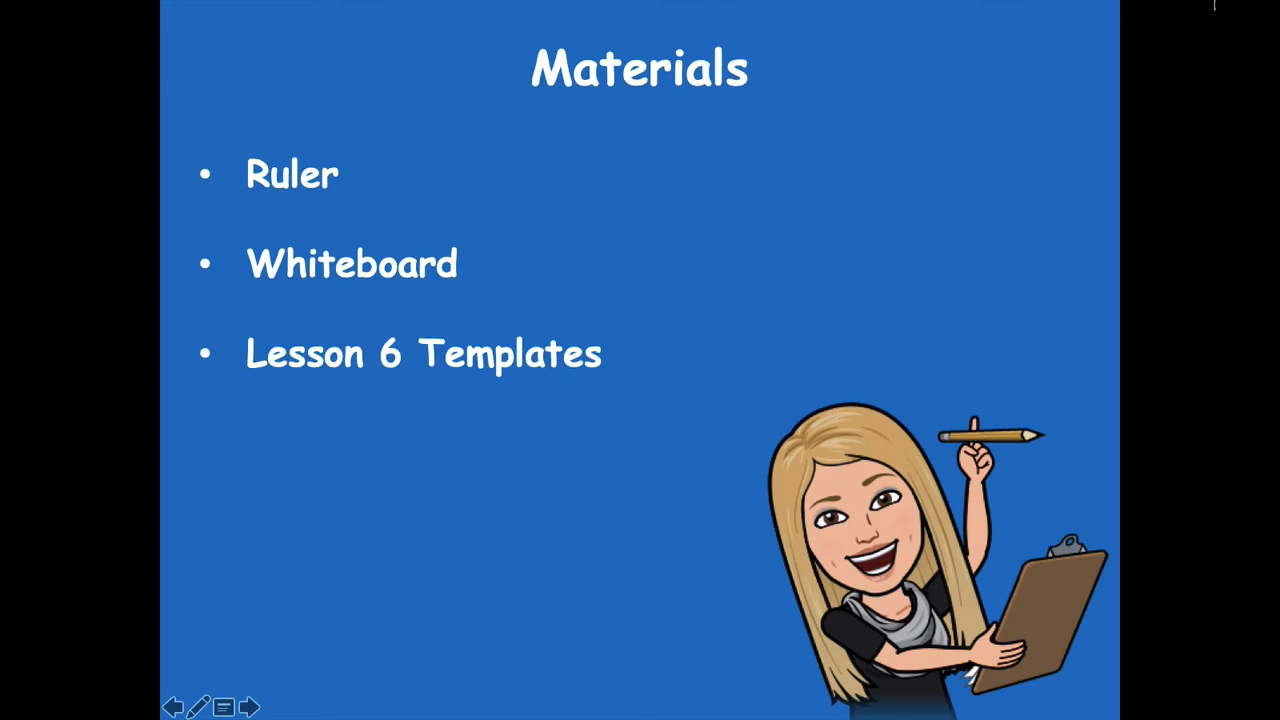 Materials
• Ruler
• Whiteboard
• Lesson 6 Templates